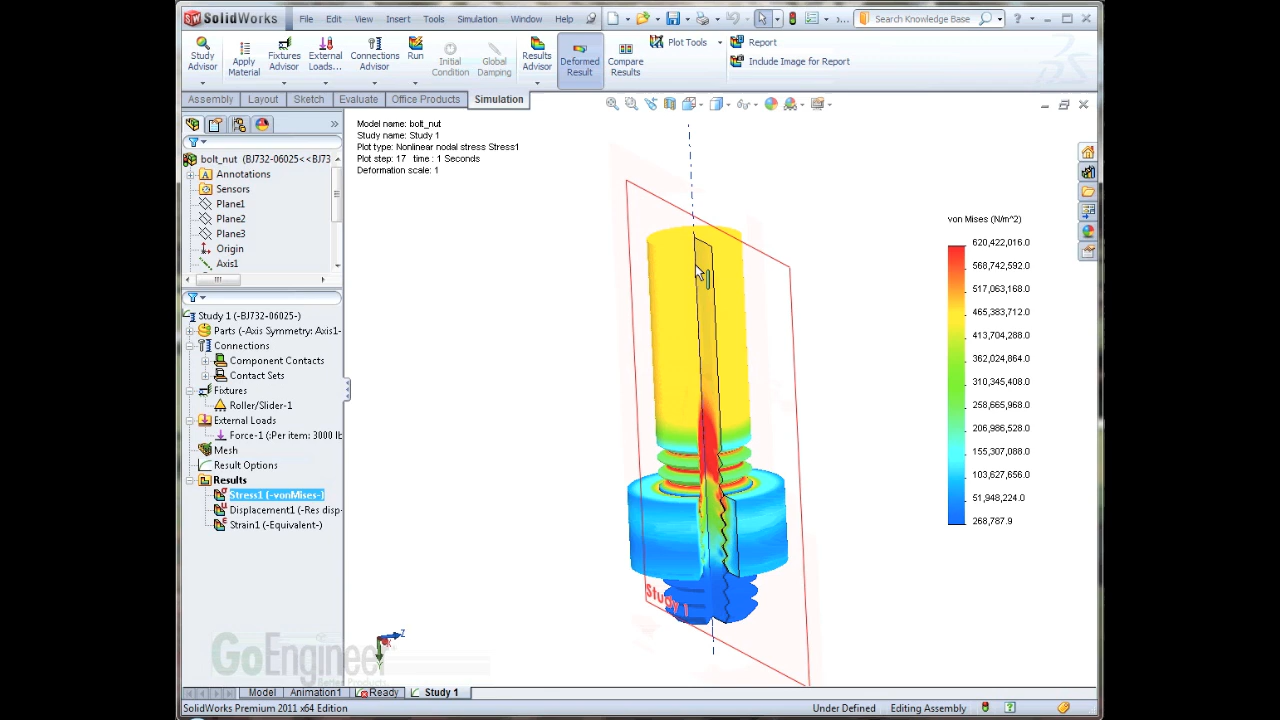 SolidWorks File Edit View Insert Tools Simulation Window Help Search Knowledge Base
Study Advisor
Apply Material
Fixtures Advisor
External Loads...
Connections Advisor
Run
Initial Condition
Global Damping
Results Advisor
Deformed Result
Compare Results
Plot Tools
Report
Include Image for Report
Assembly Layout Sketch Evaluate Office Products Simulation
bolt_nut (BJ732-06025<<BJ73
Annotations
Sensors
Plane1
Plane2
Plane3
Origin
Axis1
Study 1 (-BJ732-06025-)
Parts (-Axis Symmetry: Axis1-
Connections
Component Contacts
Contact Sets
Fixtures
Roller/Slider-1
External Loads
Force-1 (:Per item: 3000 lb
Mesh
Result Options
Results
Stress1 (-vonMises-)
Displacement1 (-Res disp-
Strain1 (-Equivalent-)
Model name: bolt_nut
Study name: Study 1
Plot type: Nonlinear nodal stress Stress1
Plot step: 17 time : 1 Seconds
Deformation scale: 1
von Mises (N/m^2)
620,422,016.0
568,742,592.0
517,063,168.0
465,383,712.0
413,704,288.0
362,024,864.0
310,345,408.0
258,665,968.0
206,986,528.0
155,307,088.0
103,627,656.0
51,948,224.0
268,787.9
Study 1
Z
GoEngineer
Better Products.
Model Animation1 Ready Study 1
SolidWorks Premium 2011 x64 Edition Under Defined Editing Assembly